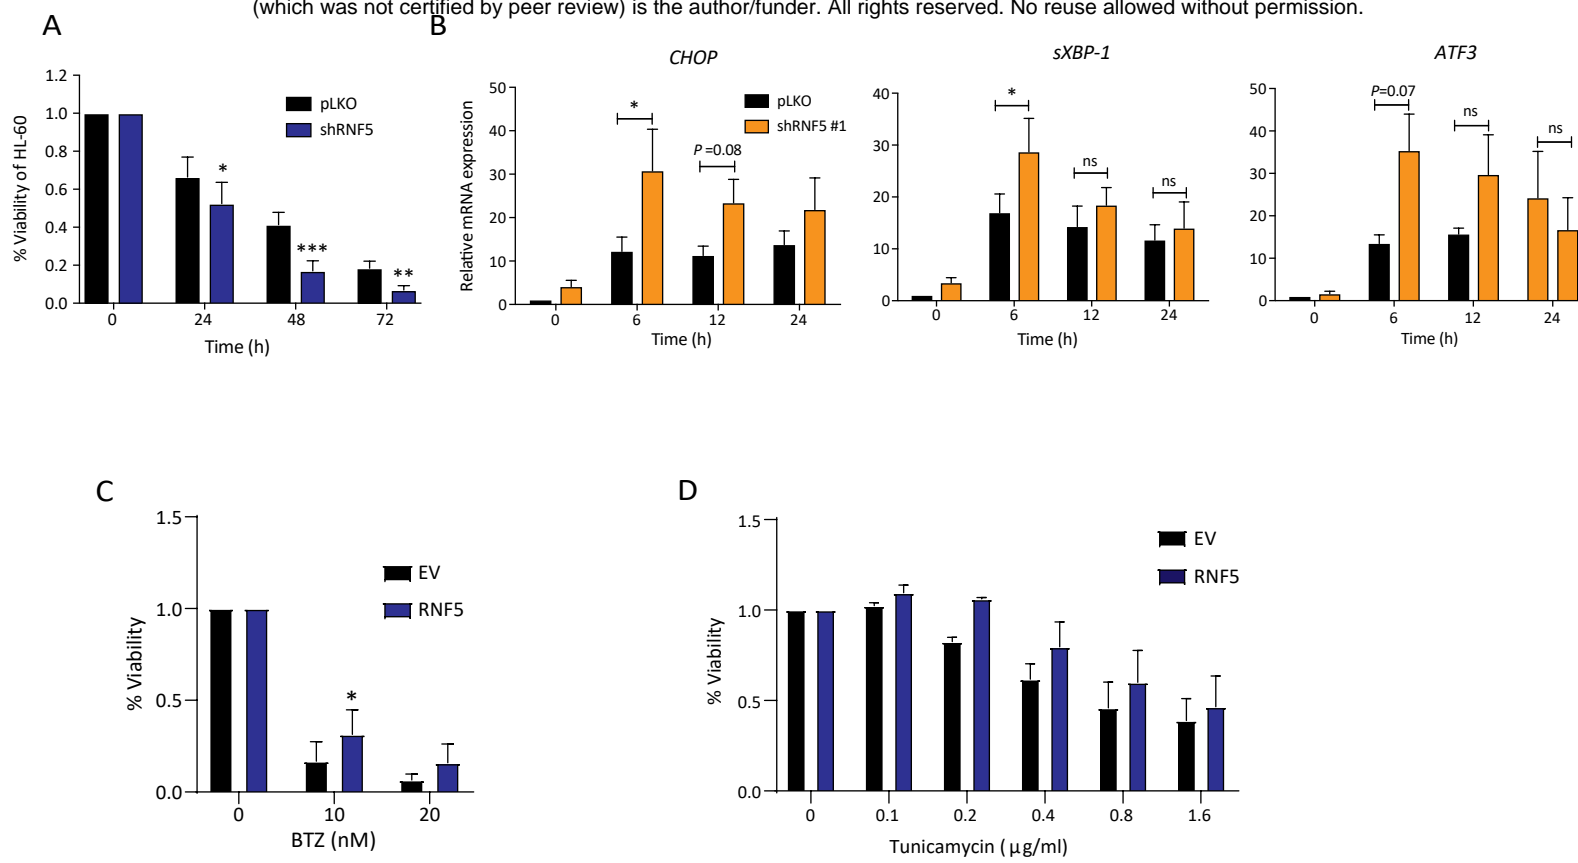 (which was not certified by peer review) is the author/funder. All rights reserved. No reuse allowed without permission.
A
% Viability of HL-60
1.2
1.0
0.8
0.6
0.4
0.2
0.0
pLKO
shRNF5
*
***
**
0 24 48 72
Time (h)
B
CHOP
Relative mRNA expression
50
40
30
20
10
0
pLKO
shRNF5 #1
*
P =0.08
0 6 12 24
Time (h)
sXBP-1
40
30
20
10
0
*
ns
ns
0 6 12 24
Time (h)
ATF3
50
40
30
20
10
0
P=0.07
ns
ns
0 6 12 24
Time (h)
C
% Viability
1.5
1.0
0.5
0.0
EV
RNF5
*
0 10 20
BTZ (nM)
D
% Viability
1.5
1.0
0.5
0.0
EV
RNF5
0 0.1 0.2 0.4 0.8 1.6
Tunicamycin ( µg/ml)